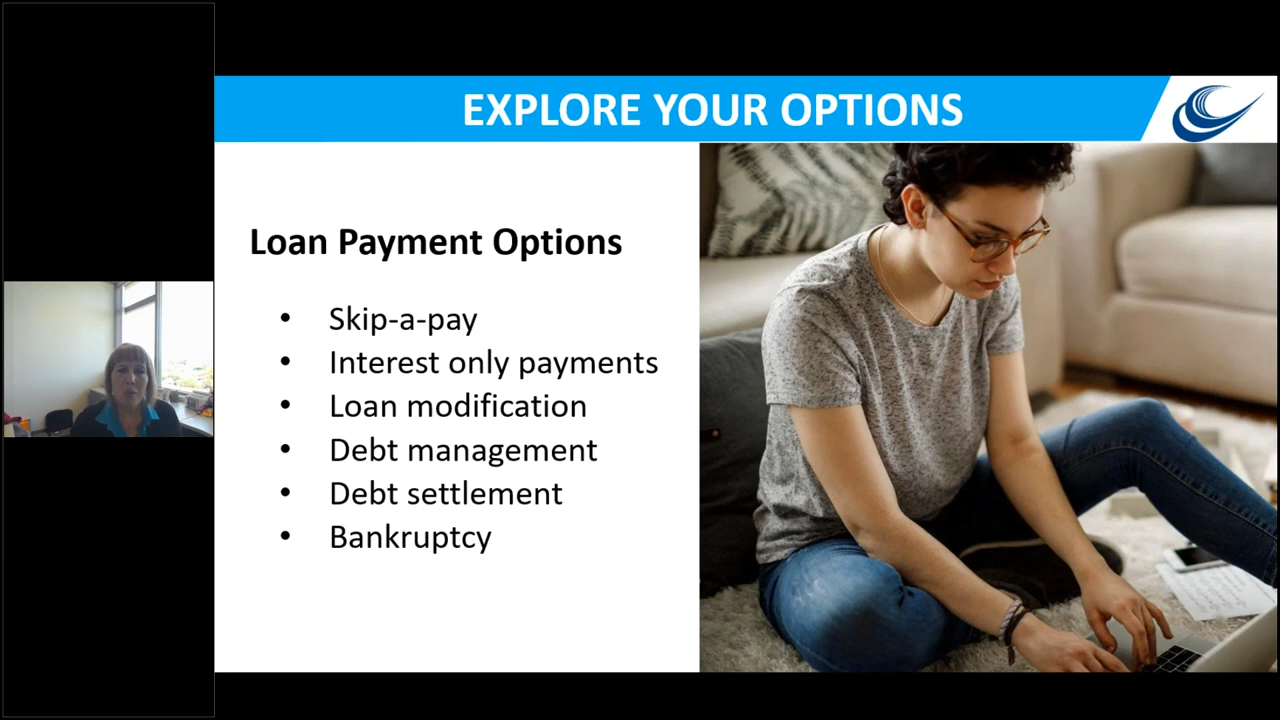 EXPLORE YOUR OPTIONS
Loan Payment Options
• Skip-a-pay
• Interest only payments
• Loan modification
• Debt management
• Debt settlement
• Bankruptcy